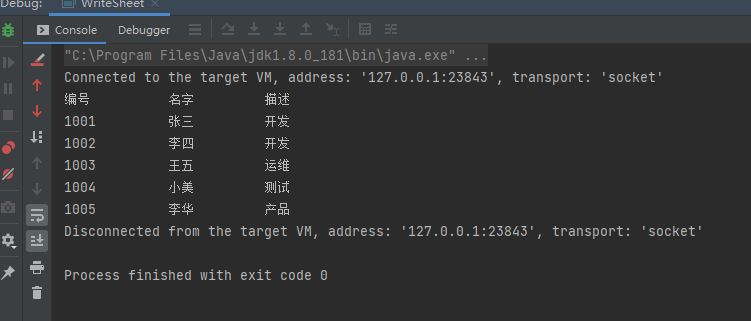 Debug: WriteSheet
Console Debugger
"C:\Program Files\Java\jdk1.8.0_181\bin\java.exe" ...
Connected to the target VM, address: '127.0.0.1:23843', transport: 'socket'
编号 名字 描述
1001 张三 开发
1002 李四 开发
1003 王五 运维
1004 小美 测试
1005 李华 产品
Disconnected from the target VM, address: '127.0.0.1:23843', transport: 'socket'
Process finished with exit code 0